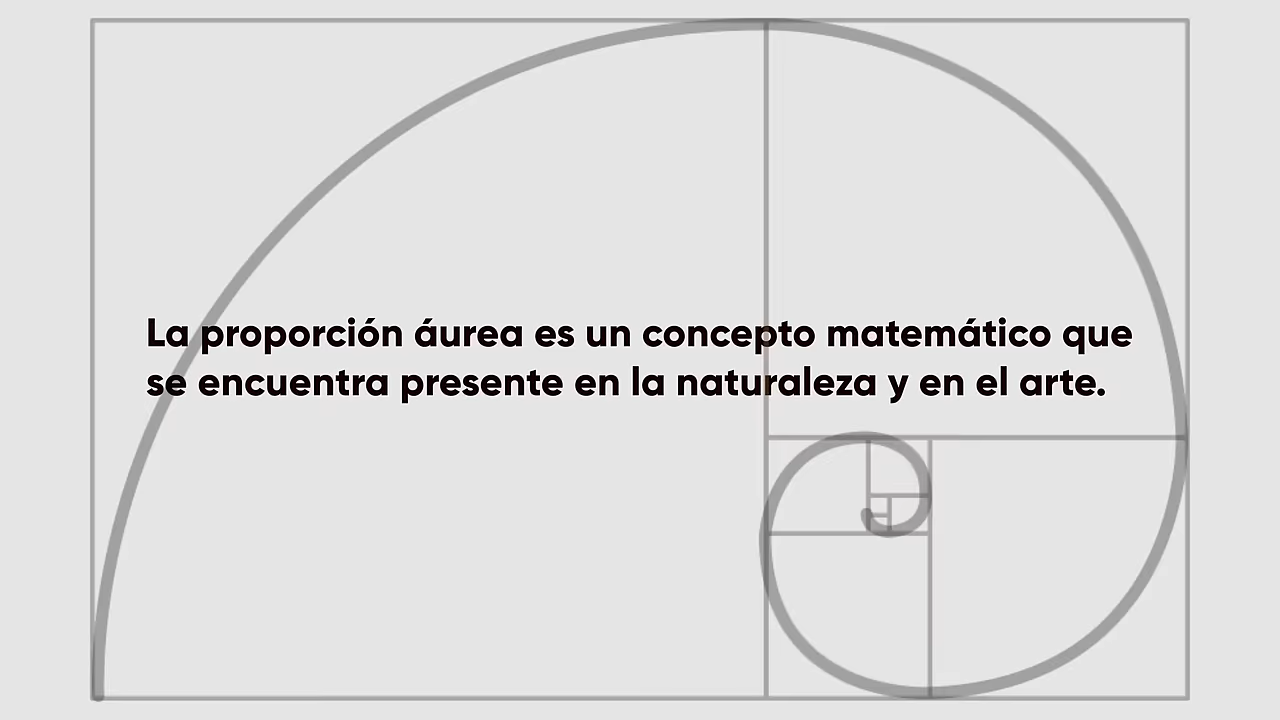 La proporción áurea es un concepto matemático que
se encuentra presente en la naturaleza y en el arte.